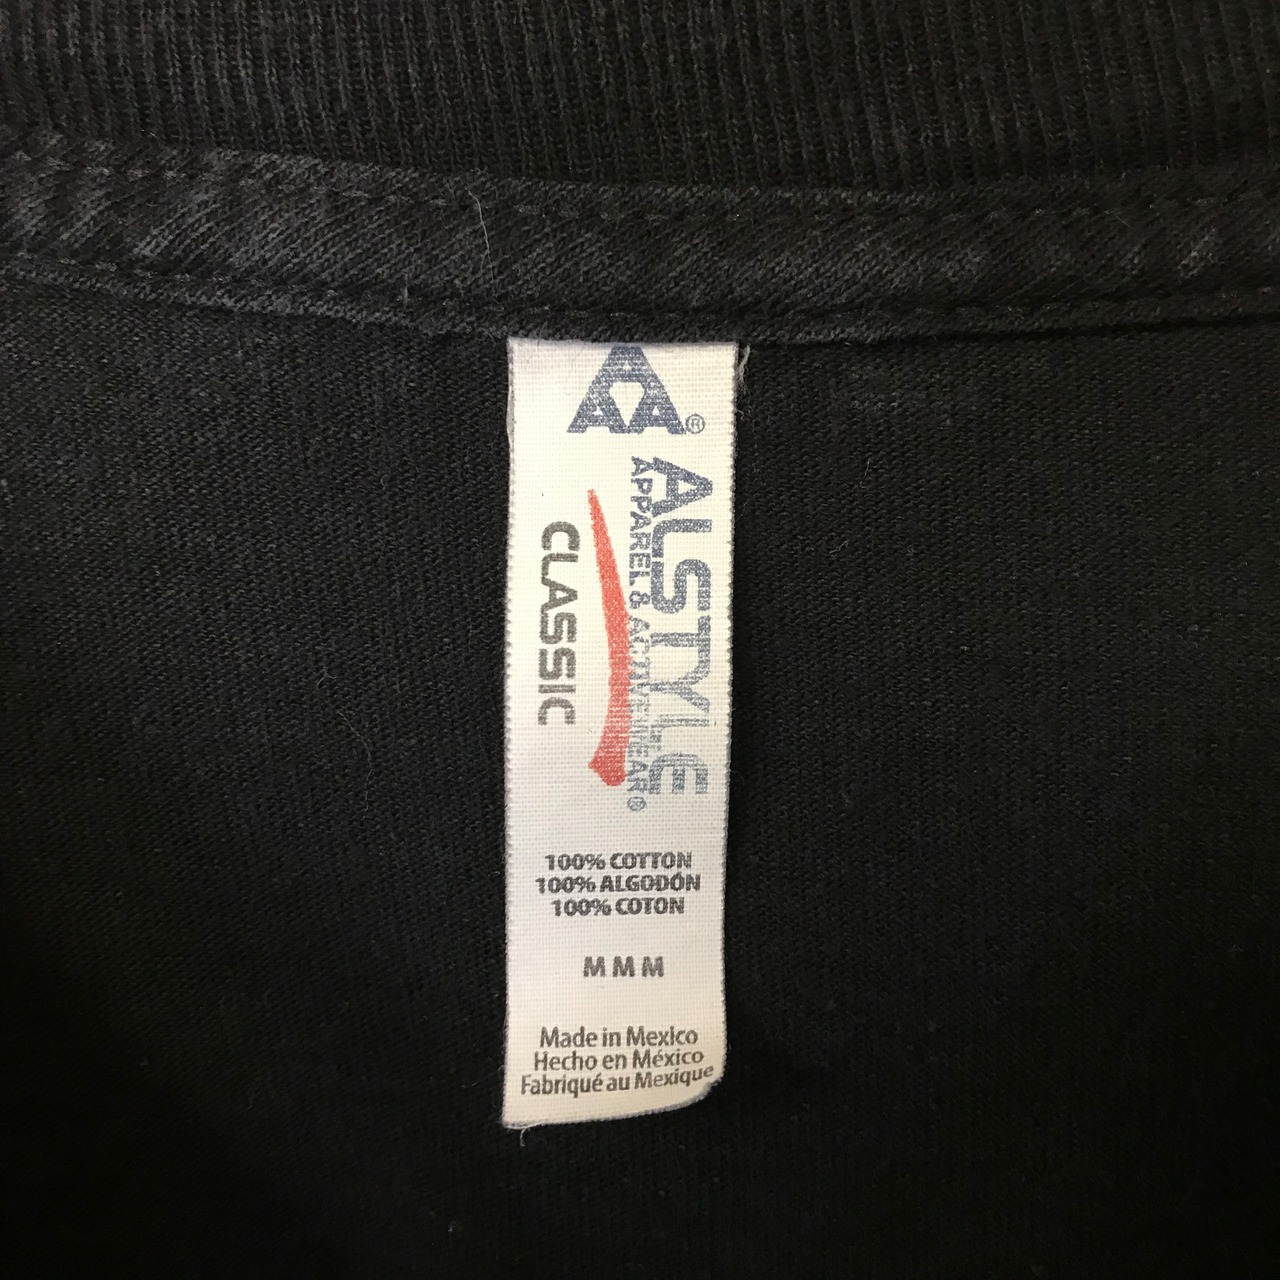 AAA®
ALSTYLE
APPAREL & ACTIVEWEAR®
CLASSIC
100% COTTON
100% ALGODÓN
100% COTON
M M M
Made in Mexico
Hecho en México
Fabriqué au Mexique